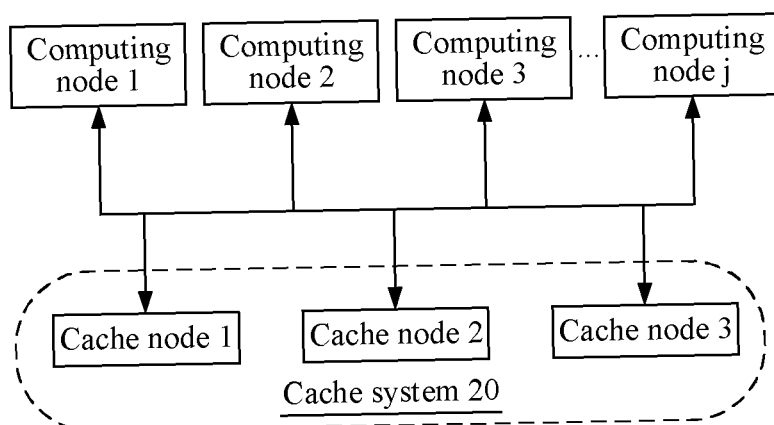 Computing
node 1
Computing
node 2
Computing
node 3
...
Computing
node j
Cache node 1
Cache node 2
Cache node 3
Cache system 20